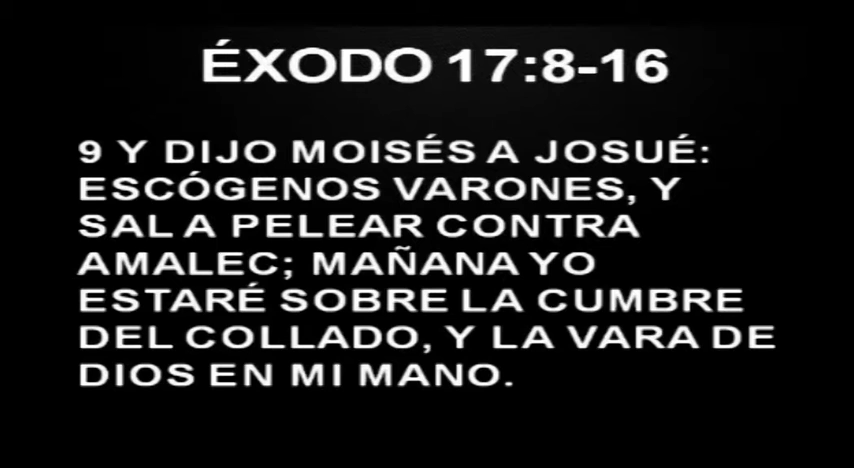 ÉXODO 17:8-16
9 Y DIJO MOISÉS A JOSUÉ:
ESCÓGENOS VARONES, Y
SAL A PELEAR CONTRA
AMALEC; MAÑANA YO
ESTARÉ SOBRE LA CUMBRE
DEL COLLADO, Y LA VARA DE
DIOS EN MI MANO.